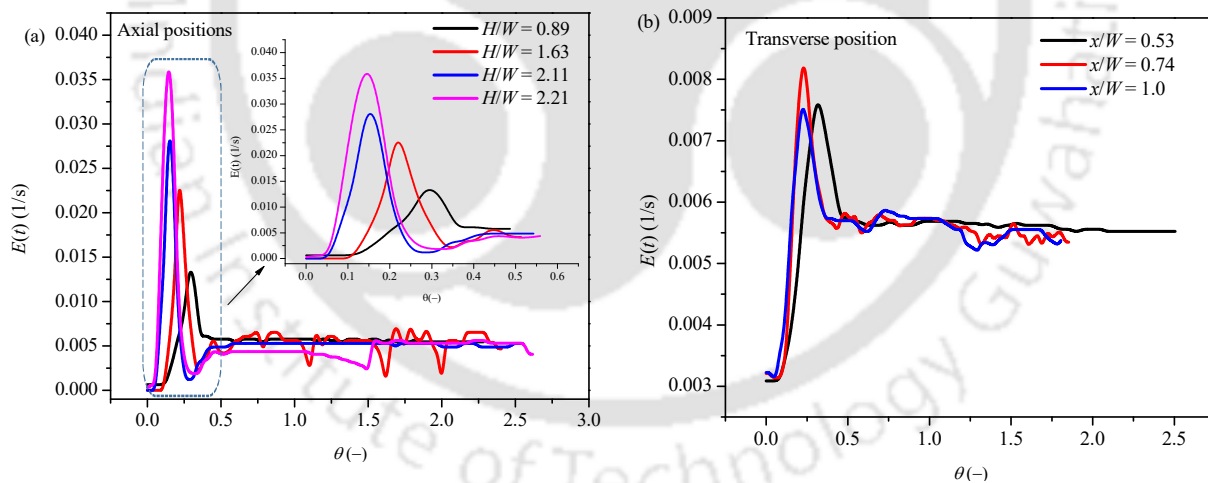 (a) Axial positions
H/W = 0.89
H/W = 1.63
H/W = 2.11
H/W = 2.21
E(t) (1/s)
0.040
0.035
0.030
0.025
0.020
0.015
0.010
0.005
0.000
0.0 0.5 1.0 1.5 2.0 2.5 3.0
θ (–)
E(t) (1/s)
0.040
0.035
0.030
0.025
0.020
0.015
0.010
0.005
0.000
0.0 0.1 0.2 0.3 0.4 0.5 0.6
θ(–)
(b) Transverse position
x/W = 0.53
x/W = 0.74
x/W = 1.0
E(t) (1/s)
0.009
0.008
0.007
0.006
0.005
0.003
0.0 0.5 1.0 1.5 2.0 2.5
θ (–)
Institute of Technology Guwahati